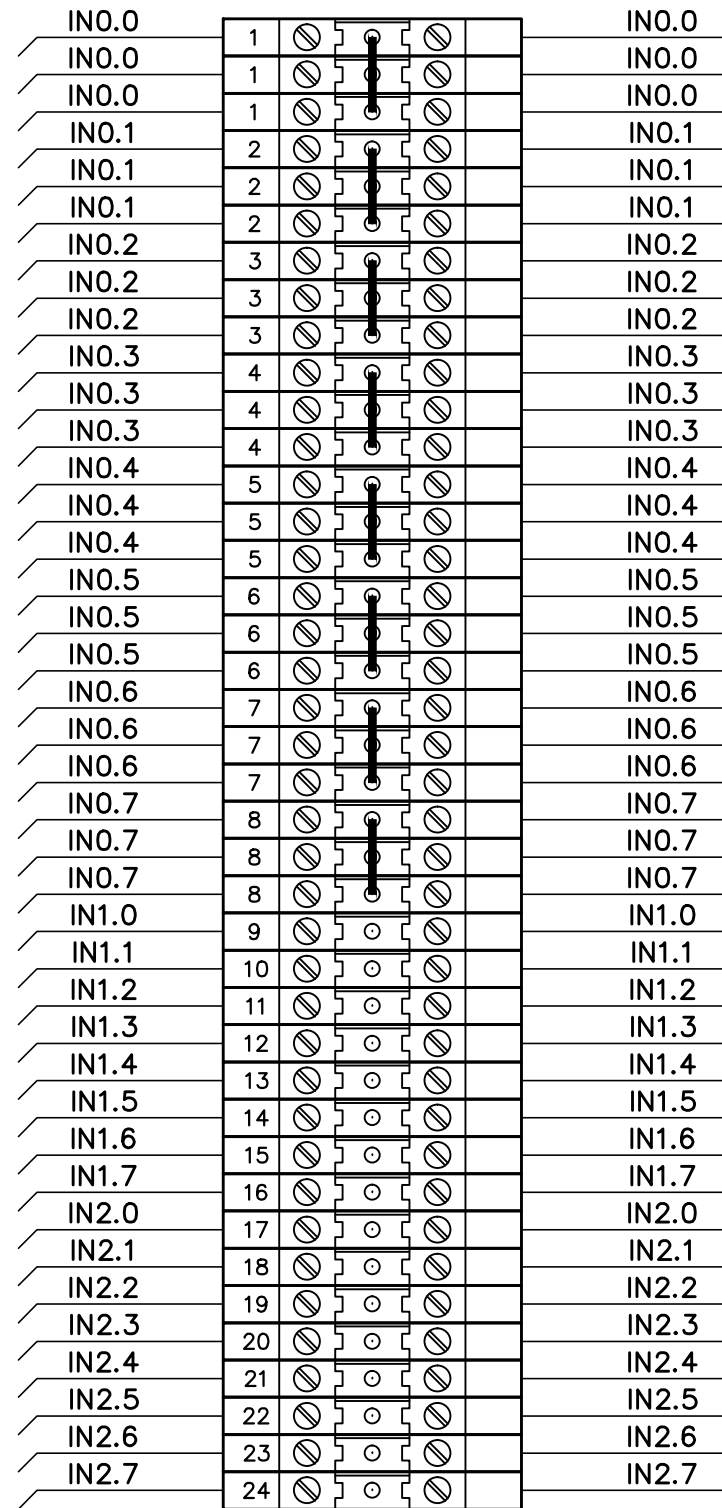 IN0.0 1 IN0.0
IN0.0 1 IN0.0
IN0.0 1 IN0.0
IN0.1 2 IN0.1
IN0.1 2 IN0.1
IN0.1 2 IN0.1
IN0.2 3 IN0.2
IN0.2 3 IN0.2
IN0.2 3 IN0.2
IN0.3 4 IN0.3
IN0.3 4 IN0.3
IN0.3 4 IN0.3
IN0.4 5 IN0.4
IN0.4 5 IN0.4
IN0.4 5 IN0.4
IN0.5 6 IN0.5
IN0.5 6 IN0.5
IN0.5 6 IN0.5
IN0.6 7 IN0.6
IN0.6 7 IN0.6
IN0.6 7 IN0.6
IN0.7 8 IN0.7
IN0.7 8 IN0.7
IN0.7 8 IN0.7
IN1.0 9 IN1.0
IN1.1 10 IN1.1
IN1.2 11 IN1.2
IN1.3 12 IN1.3
IN1.4 13 IN1.4
IN1.5 14 IN1.5
IN1.6 15 IN1.6
IN1.7 16 IN1.7
IN2.0 17 IN2.0
IN2.1 18 IN2.1
IN2.2 19 IN2.2
IN2.3 20 IN2.3
IN2.4 21 IN2.4
IN2.5 22 IN2.5
IN2.6 23 IN2.6
IN2.7 24 IN2.7